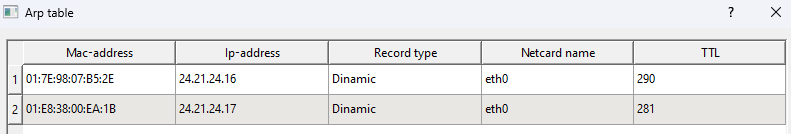 Arp table ?
Mac-address Ip-address Record type Netcard name TTL
1 01:7E:98:07:B5:2E 24.21.24.16 Dinamic eth0 290
2 01:E8:38:00:EA:1B 24.21.24.17 Dinamic eth0 281